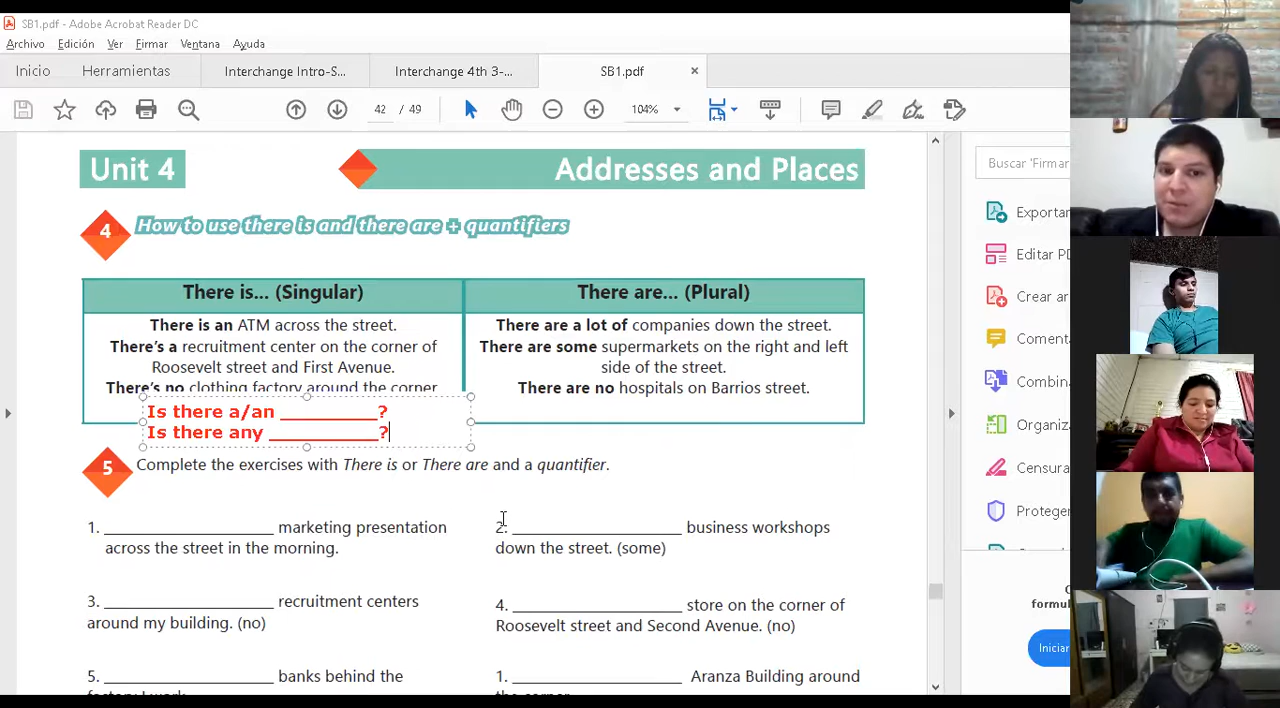 SB1.pdf - Adobe Acrobat Reader DC
Archivo Edición Ver Firmar Ventana Ayuda
Inicio Herramientas Interchange Intro-S... Interchange 4th 3-... SB1.pdf ×
42 / 49 104%
Unit 4 Addresses and Places
4 How to use there is and there are + quantifiers
There is... (Singular) There are... (Plural)
There is an ATM across the street. There are a lot of companies down the street.
There's a recruitment center on the corner of There are some supermarkets on the right and left
Roosevelt street and First Avenue. side of the street.
There's no clothing factory around the corner There are no hospitals on Barrios street.
Is there a/an __________?
Is there any ___________?
5 Complete the exercises with There is or There are and a quantifier.
1. ____________________ marketing presentation 2. ____________________ business workshops
across the street in the morning. down the street. (some)
3. ____________________ recruitment centers 4. ____________________ store on the corner of
around my building. (no) Roosevelt street and Second Avenue. (no)
5. ____________________ banks behind the 1. ____________________ Aranza Building around
Buscar 'Firmar
Exportar
Editar PD
Crear ar
Coment
Combin
Organiz
Censura
Proteger
formul
Iniciar